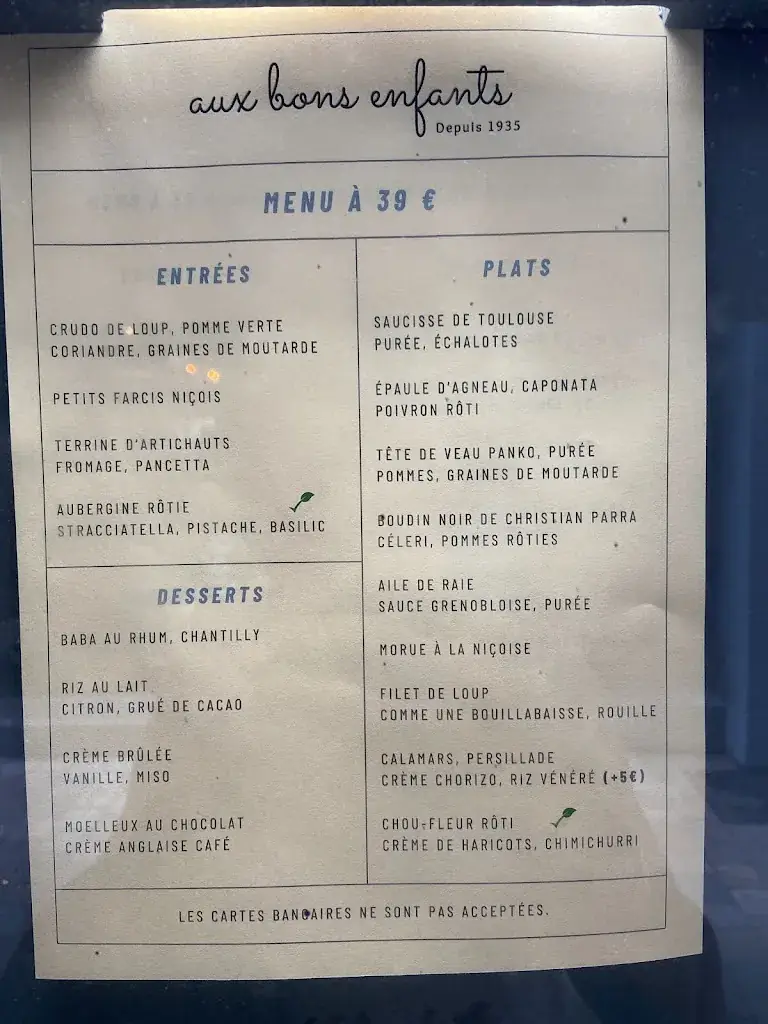 aux bons enfants
Depuis 1935
MENU À 39 €
ENTRÉES
CRUDO DE LOUP, POMME VERTE
CORIANDRE, GRAINES DE MOUTARDE
PETITS FARCIS NIÇOIS
TERRINE D'ARTICHAUTS
FROMAGE, PANCETTA
AUBERGINE RÔTIE
STRACCIATELLA, PISTACHE, BASILIC
DESSERTS
BABA AU RHUM, CHANTILLY
RIZ AU LAIT
CITRON, GRUÉ DE CACAO
CRÈME BRÛLÉE
VANILLE, MISO
MOELLEUX AU CHOCOLAT
CRÈME ANGLAISE CAFÉ
PLATS
SAUCISSE DE TOULOUSE
PURÉE, ÉCHALOTES
ÉPAULE D'AGNEAU, CAPONATA
POIVRON RÔTI
TÊTE DE VEAU PANKO, PURÉE
POMMES, GRAINES DE MOUTARDE
BOUDIN NOIR DE CHRISTIAN PARRA
CÉLERI, POMMES RÔTIES
AILE DE RAIE
SAUCE GRENOBLOISE, PURÉE
MORUE À LA NIÇOISE
FILET DE LOUP
COMME UNE BOUILLABAISSE, ROUILLE
CALAMARS, PERSILLADE
CRÈME CHORIZO, RIZ VÉNÉRÉ (+5€)
CHOU-FLEUR RÔTI
CRÈME DE HARICOTS, CHIMICHURRI
LES CARTES BANCAIRES NE SONT PAS ACCEPTÉES.